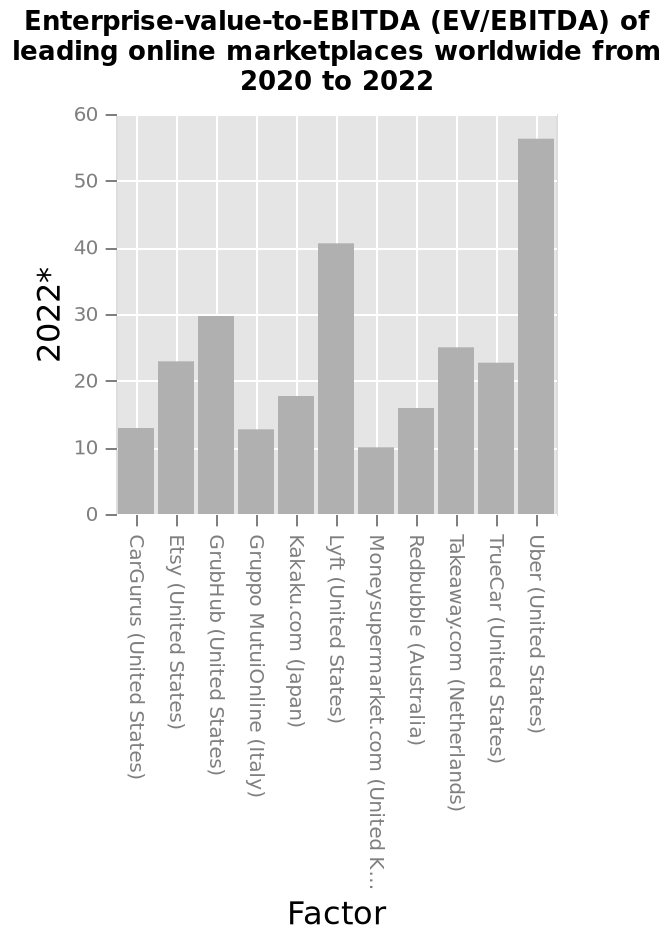 Enterprise-value-to-EBITDA (EV/EBITDA) of
leading online marketplaces worldwide from
2020 to 2022
60
50
40
30
20
10
0
2022*
CarGurus (United States)
Etsy (United States)
GrubHub (United States)
Gruppo MutuiOnline (Italy)
Kakaku.com (Japan)
Lyft (United States)
Moneysupermarket.com (United K...
Redbubble (Australia)
Takeaway.com (Netherlands)
TrueCar (United States)
Uber (United States)
Factor